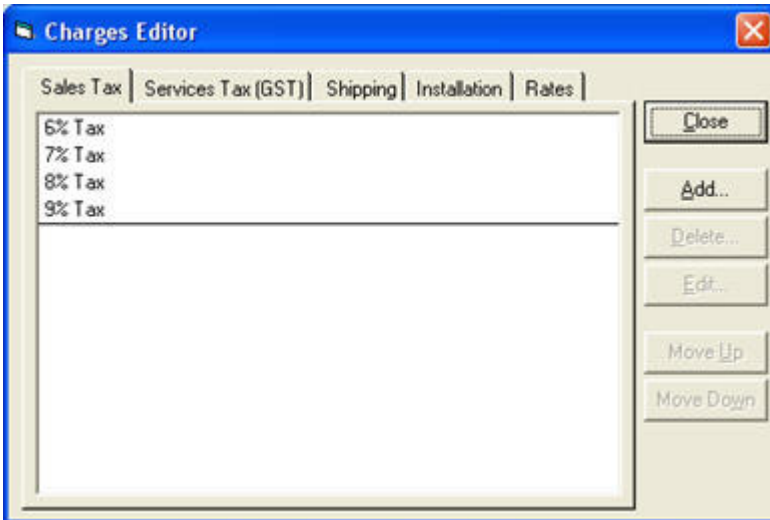 Charges Editor
Sales Tax Services Tax (GST) Shipping Installation Rates
6% Tax
7% Tax
8% Tax
9% Tax
Close
Add...
Delete...
Edit...
Move Up
Move Down